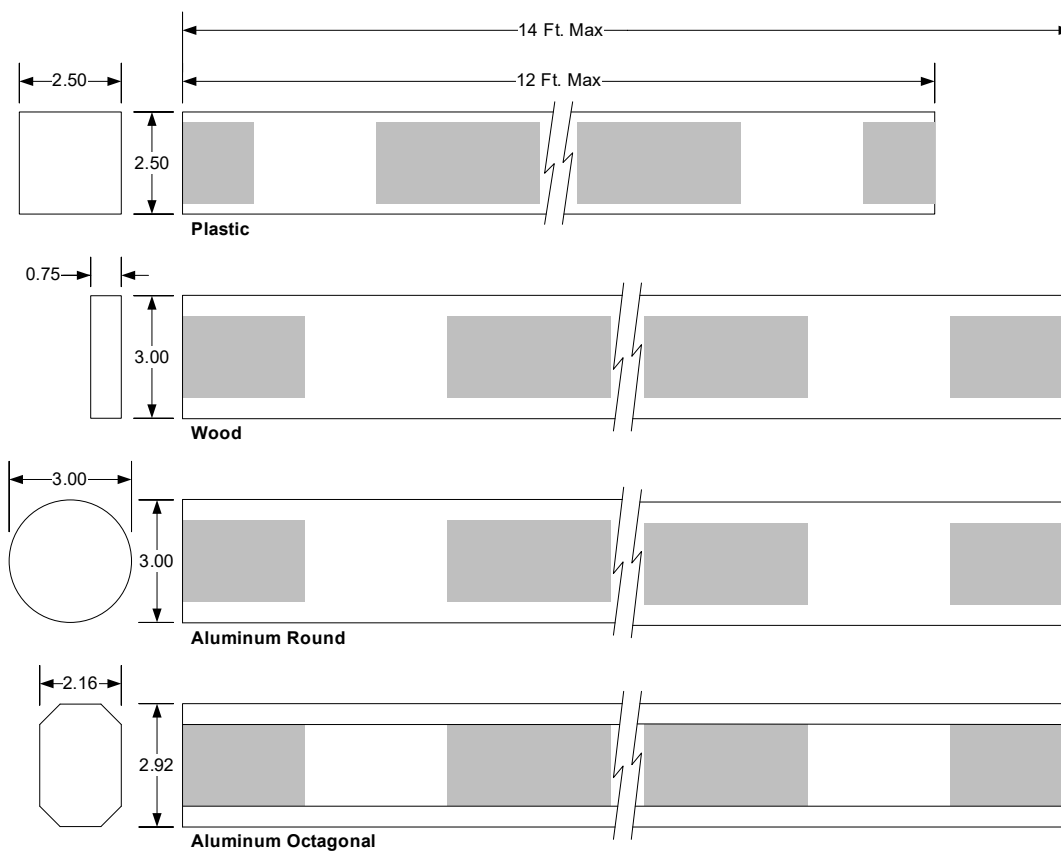 14 Ft. Max
12 Ft. Max
2.50
2.50
Plastic
0.75
3.00
Wood
3.00
3.00
Aluminum Round
2.16
2.92
Aluminum Octagonal